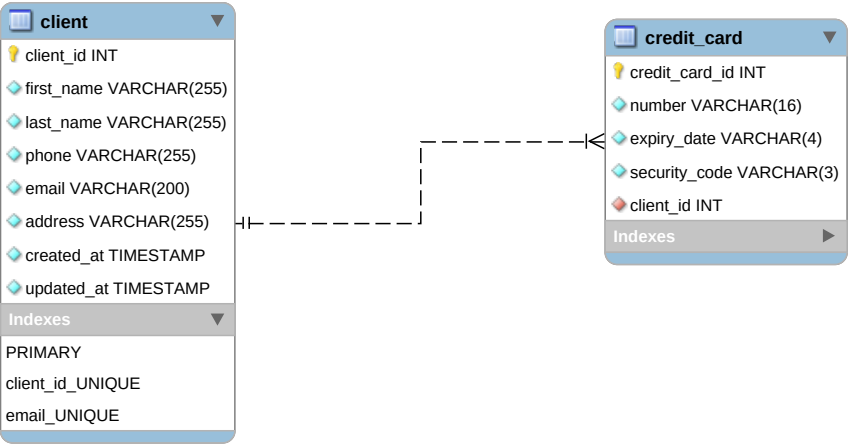 client
client_id INT
first_name VARCHAR(255)
last_name VARCHAR(255)
phone VARCHAR(255)
email VARCHAR(200)
address VARCHAR(255)
created_at TIMESTAMP
updated_at TIMESTAMP
Indexes
PRIMARY
client_id_UNIQUE
email_UNIQUE
credit_card
credit_card_id INT
number VARCHAR(16)
expiry_date VARCHAR(4)
security_code VARCHAR(3)
client_id INT
Indexes